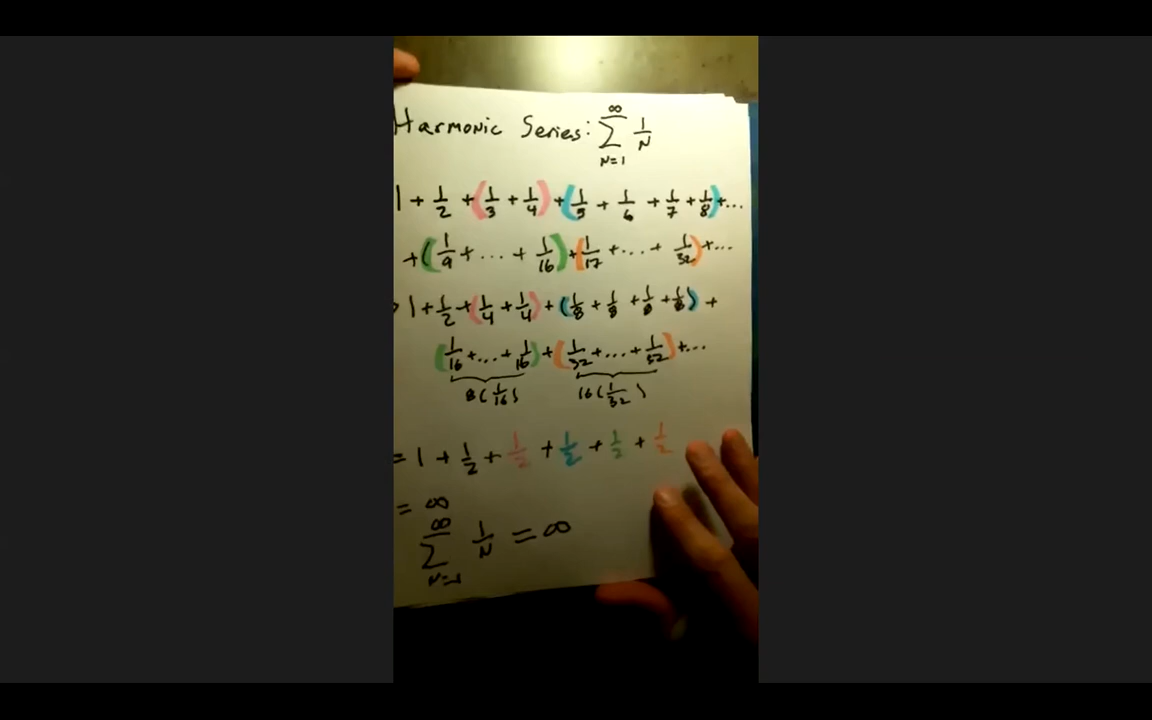 Harmonic Series: ∞ ∑ N=1 1/N
1 + 1/2 + (1/3 + 1/4) + (1/5 + 1/6 + 1/7 + 1/8) + ...
+ (1/9 + ... + 1/16) + (1/17 + ... + 1/32) + ...
> 1 + 1/2 + (1/4 + 1/4) + (1/8 + 1/8 + 1/8 + 1/8) +
(1/16 + ... + 1/16) + (1/32 + ... + 1/32) + ...
8(1/16) 16(1/32)
= 1 + 1/2 + 1/2 + 1/2 + 1/2 + 1/2
= ∞
∞ ∑ N=1 1/N = ∞